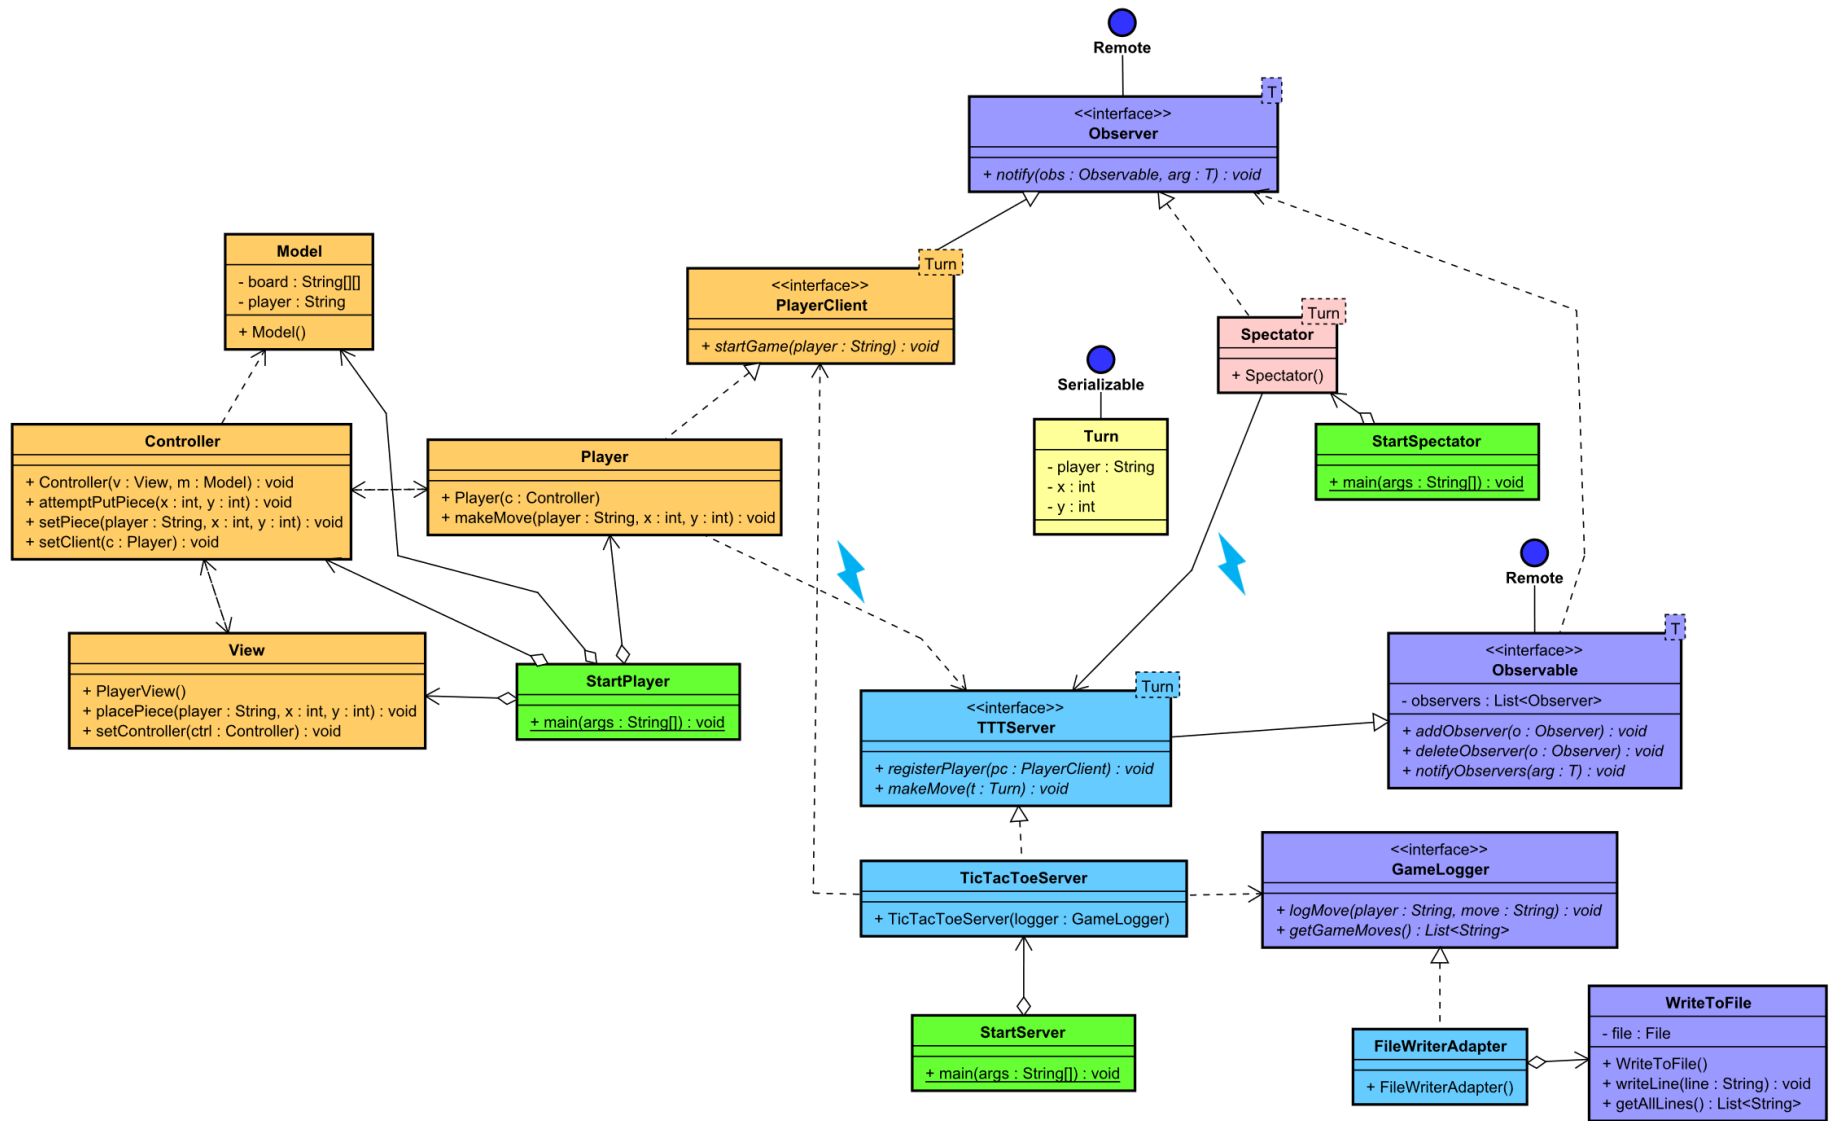 Remote
T
<<interface>>
Observer
+ notify(obs : Observable, arg : T) : void
Model
- board : String[][]
- player : String
+ Model()
Turn
<<interface>>
PlayerClient
+ startGame(player : String) : void
Turn
Spectator
+ Spectator()
Serializable
Turn
- player : String
- x : int
- y : int
StartSpectator
+ main(args : String[]) : void
Controller
+ Controller(v : View, m : Model) : void
+ attemptPutPiece(x : int, y : int) : void
+ setPiece(player : String, x : int, y : int) : void
+ setClient(c : Player) : void
Player
+ Player(c : Controller)
+ makeMove(player : String, x : int, y : int) : void
Remote
T
<<interface>>
Observable
- observers : List<Observer>
+ addObserver(o : Observer) : void
+ deleteObserver(o : Observer) : void
+ notifyObservers(arg : T) : void
View
+ PlayerView()
+ placePiece(player : String, x : int, y : int) : void
+ setController(ctrl : Controller) : void
StartPlayer
+ main(args : String[]) : void
Turn
<<interface>>
TTTServer
+ registerPlayer(pc : PlayerClient) : void
+ makeMove(t : Turn) : void
TicTacToeServer
+ TicTacToeServer(logger : GameLogger)
<<interface>>
GameLogger
+ logMove(player : String, move : String) : void
+ getGameMoves() : List<String>
StartServer
+ main(args : String[]) : void
FileWriterAdapter
+ FileWriterAdapter()
WriteToFile
- file : File
+ WriteToFile()
+ writeLine(line : String) : void
+ getAllLines() : List<String>